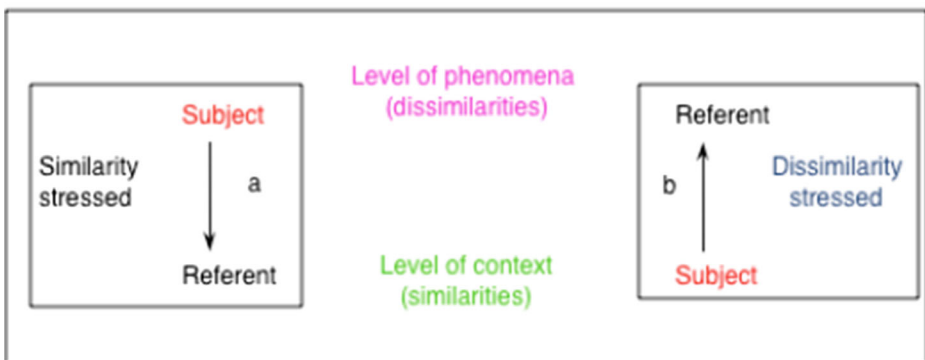 Level of phenomena
(dissimilarities)
Subject
Similarity
stressed
a
Referent
Referent
b
Dissimilarity
stressed
Subject
Level of context
(similarities)